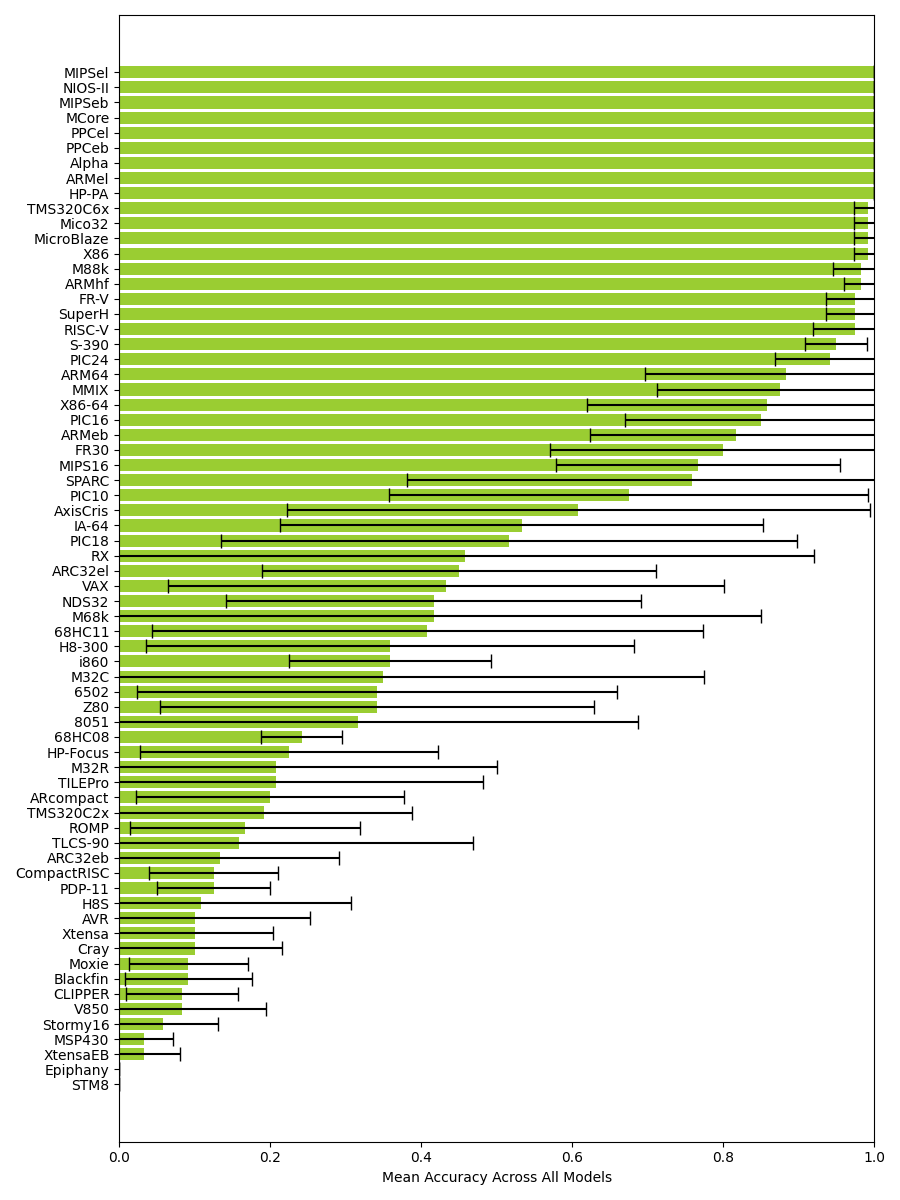 MIPSel
NIOS-II
MIPSeb
MCore
PPCel
PPCeb
Alpha
ARMel
HP-PA
TMS320C6x
Mico32
MicroBlaze
X86
M88k
ARMhf
FR-V
SuperH
RISC-V
S-390
PIC24
ARM64
MMIX
X86-64
PIC16
ARMeb
FR30
MIPS16
SPARC
PIC10
AxisCris
IA-64
PIC18
RX
ARC32el
VAX
NDS32
M68k
68HC11
H8-300
i860
M32C
6502
Z80
8051
68HC08
HP-Focus
M32R
TILEPro
ARcompact
TMS320C2x
ROMP
TLCS-90
ARC32eb
CompactRISC
PDP-11
H8S
AVR
Xtensa
Cray
Moxie
Blackfin
CLIPPER
V850
Stormy16
MSP430
XtensaEB
Epiphany
STM8
0.0 0.2 0.4 0.6 0.8 1.0
Mean Accuracy Across All Models